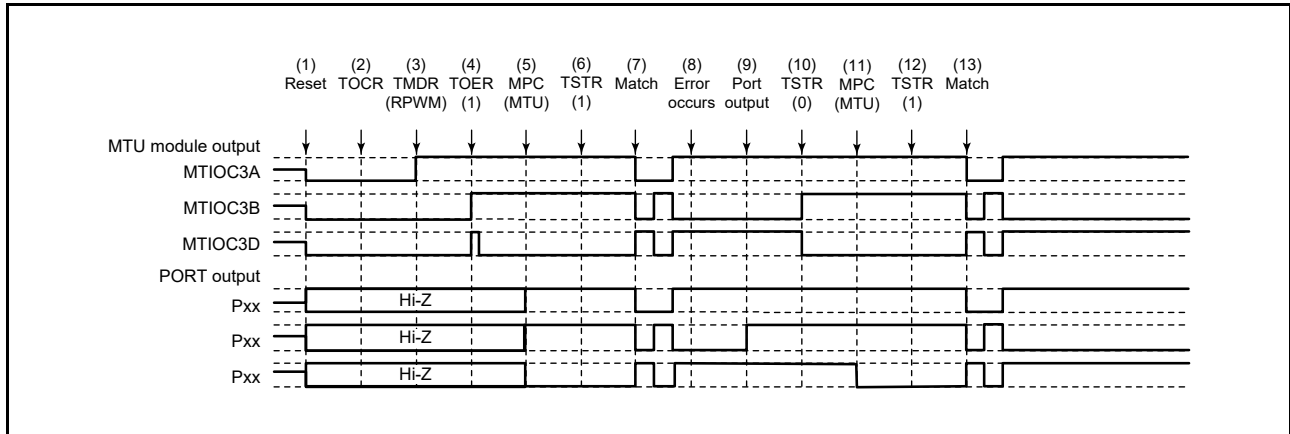 (1) (2) (3) (4) (5) (6) (7) (8) (9) (10) (11) (12) (13)
Reset TOCR TMDR TOER MPC TSTR Match Error Port TSTR MPC TSTR Match
(RPWM) (1) (MTU) (1) occurs output (0) (MTU) (1)
MTU module output
MTIOC3A
MTIOC3B
MTIOC3D
PORT output
Pxx Hi-Z
Pxx Hi-Z
Pxx Hi-Z